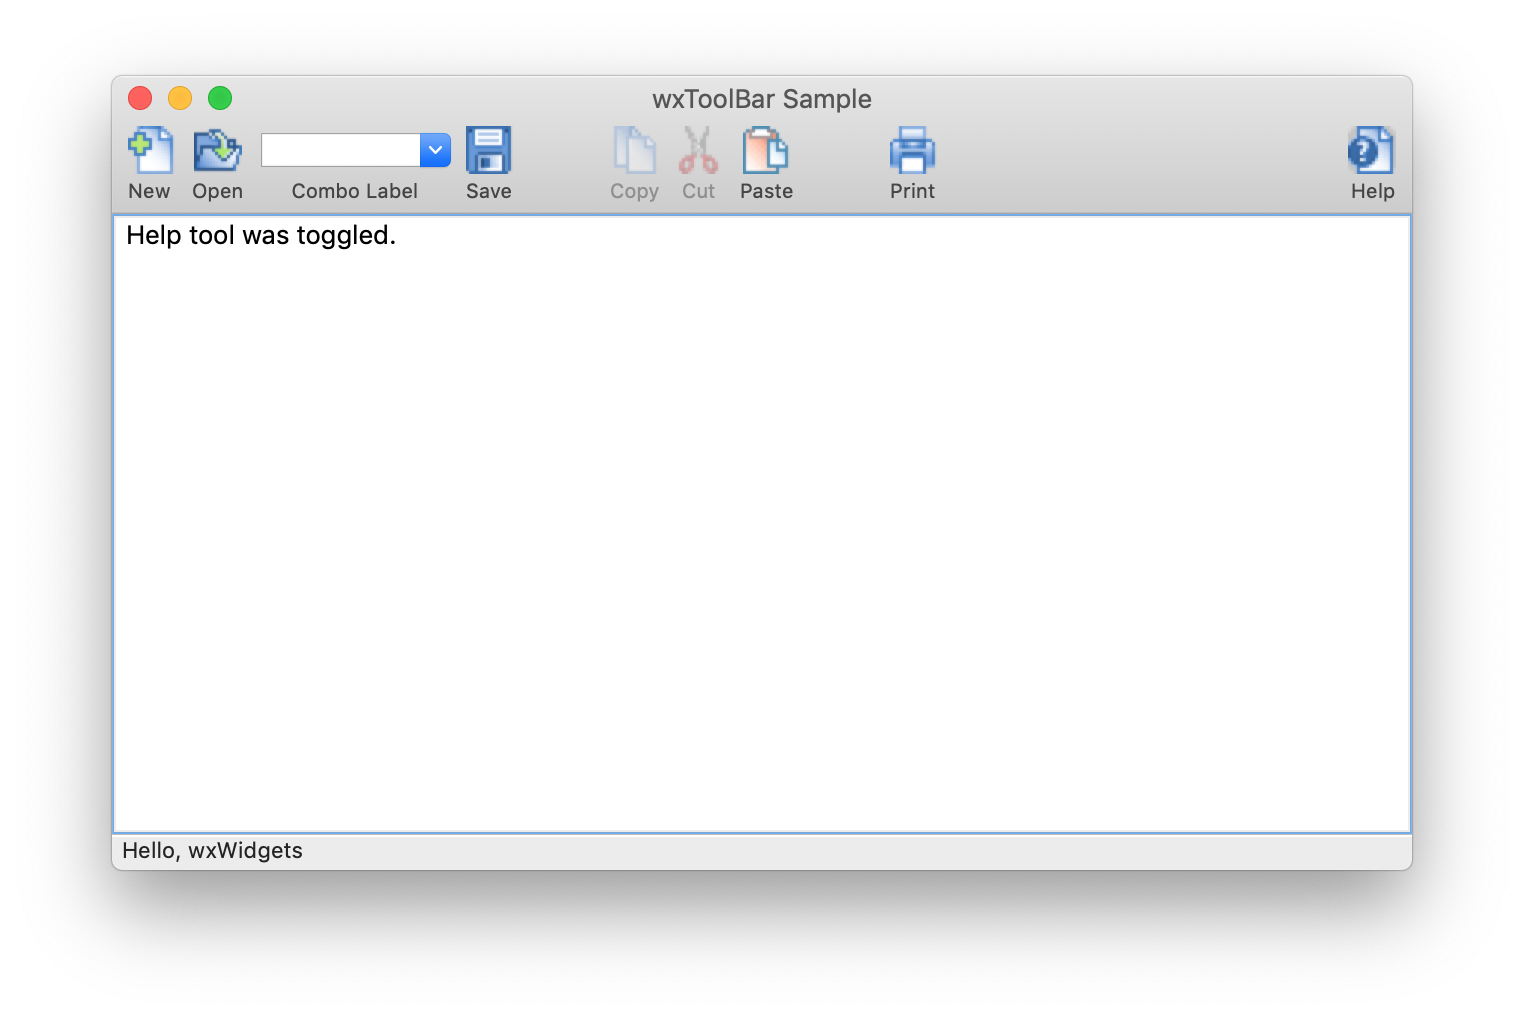 wxToolBar Sample
New Open Combo Label Save Copy Cut Paste Print Help
Help tool was toggled.
Hello, wxWidgets